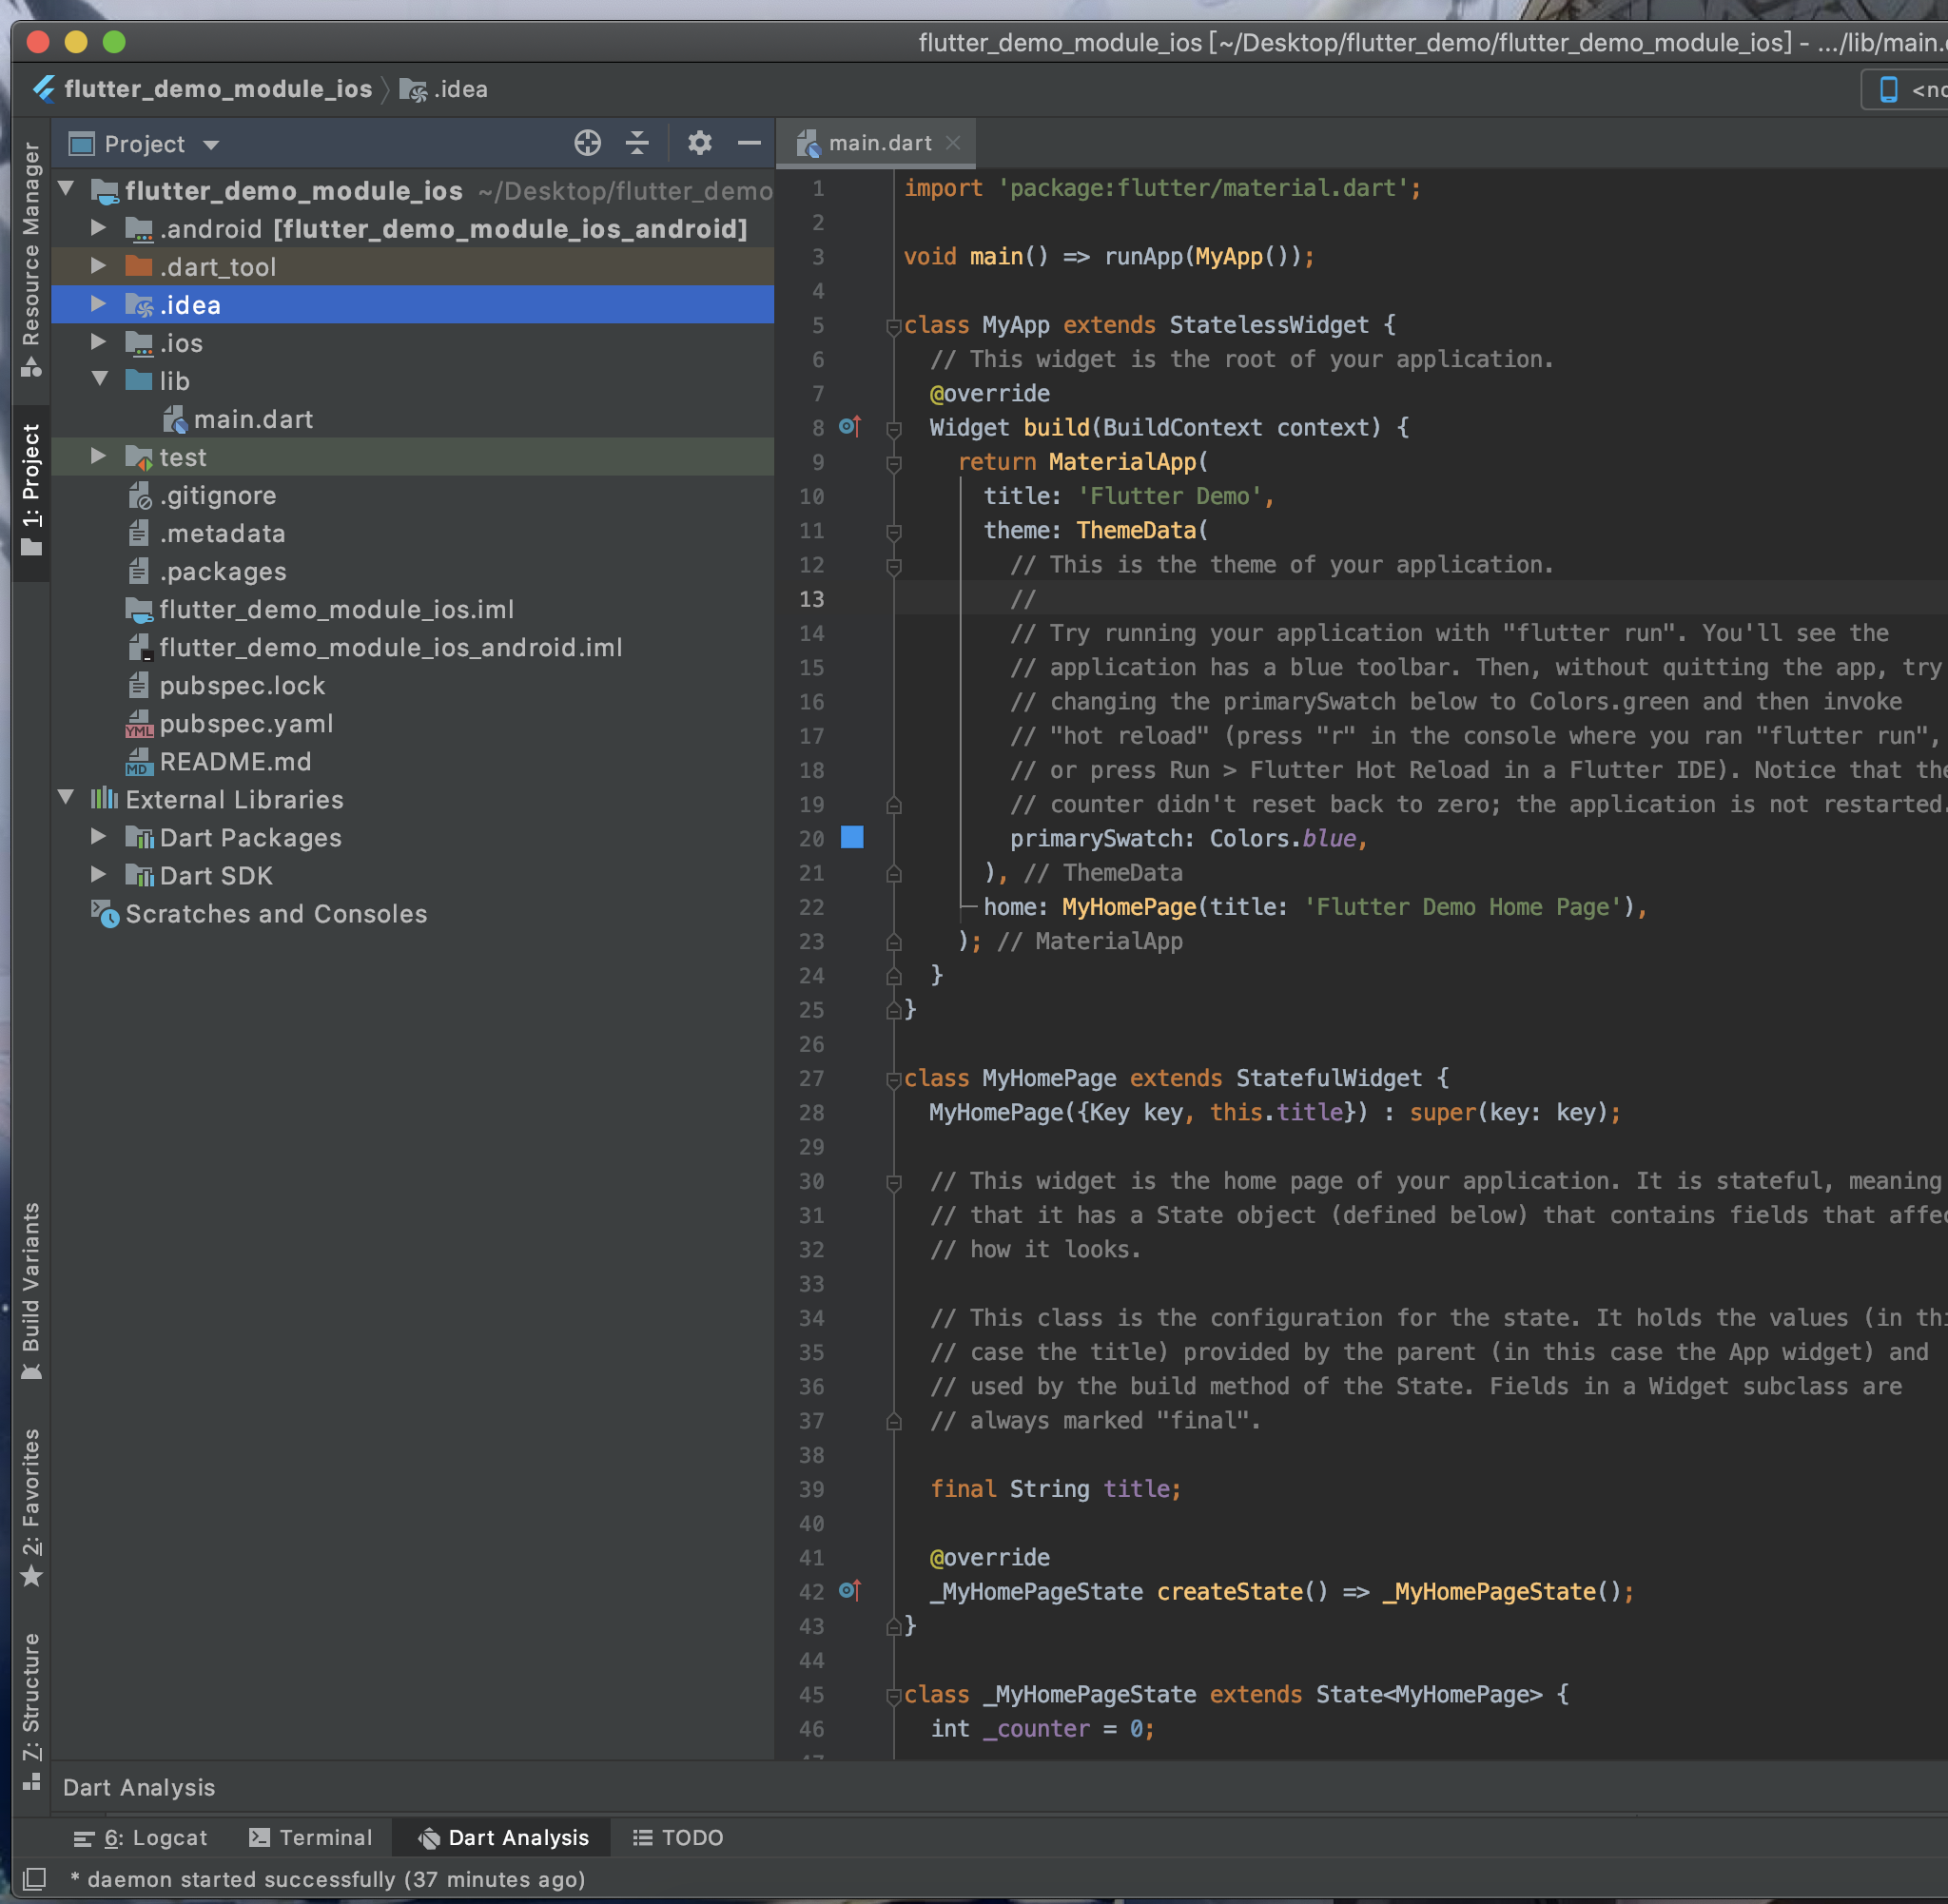 flutter_demo_module_ios [~/Desktop/flutter_demo/flutter_demo_module_ios] - .../lib/main.
flutter_demo_module_ios .idea
Project
main.dart
flutter_demo_module_ios ~/Desktop/flutter_demo
.android [flutter_demo_module_ios_android]
.dart_tool
.idea
.ios
lib
main.dart
test
.gitignore
.metadata
.packages
flutter_demo_module_ios.iml
flutter_demo_module_ios_android.iml
pubspec.lock
YML pubspec.yaml
MD README.md
External Libraries
Dart Packages
Dart SDK
Scratches and Consoles
Resource Manager
1: Project
Build Variants
2: Favorites
7: Structure
1 import 'package:flutter/material.dart';
2
3 void main() => runApp(MyApp());
4
5 class MyApp extends StatelessWidget {
6 // This widget is the root of your application.
7 @override
8 Widget build(BuildContext context) {
9 return MaterialApp(
10 title: 'Flutter Demo',
11 theme: ThemeData(
12 // This is the theme of your application.
13 //
14 // Try running your application with "flutter run". You'll see the
15 // application has a blue toolbar. Then, without quitting the app, try
16 // changing the primarySwatch below to Colors.green and then invoke
17 // "hot reload" (press "r" in the console where you ran "flutter run",
18 // or press Run > Flutter Hot Reload in a Flutter IDE). Notice that the
19 // counter didn't reset back to zero; the application is not restarted.
20 primarySwatch: Colors.blue,
21 ), // ThemeData
22 home: MyHomePage(title: 'Flutter Demo Home Page'),
23 ); // MaterialApp
24 }
25 }
26
27 class MyHomePage extends StatefulWidget {
28 MyHomePage({Key key, this.title}) : super(key: key);
29
30 // This widget is the home page of your application. It is stateful, meaning
31 // that it has a State object (defined below) that contains fields that affec
32 // how it looks.
33
34 // This class is the configuration for the state. It holds the values (in thi
35 // case the title) provided by the parent (in this case the App widget) and
36 // used by the build method of the State. Fields in a Widget subclass are
37 // always marked "final".
38
39 final String title;
40
41 @override
42 _MyHomePageState createState() => _MyHomePageState();
43 }
44
45 class _MyHomePageState extends State<MyHomePage> {
46 int _counter = 0;
Dart Analysis
6: Logcat Terminal Dart Analysis TODO
* daemon started successfully (37 minutes ago)